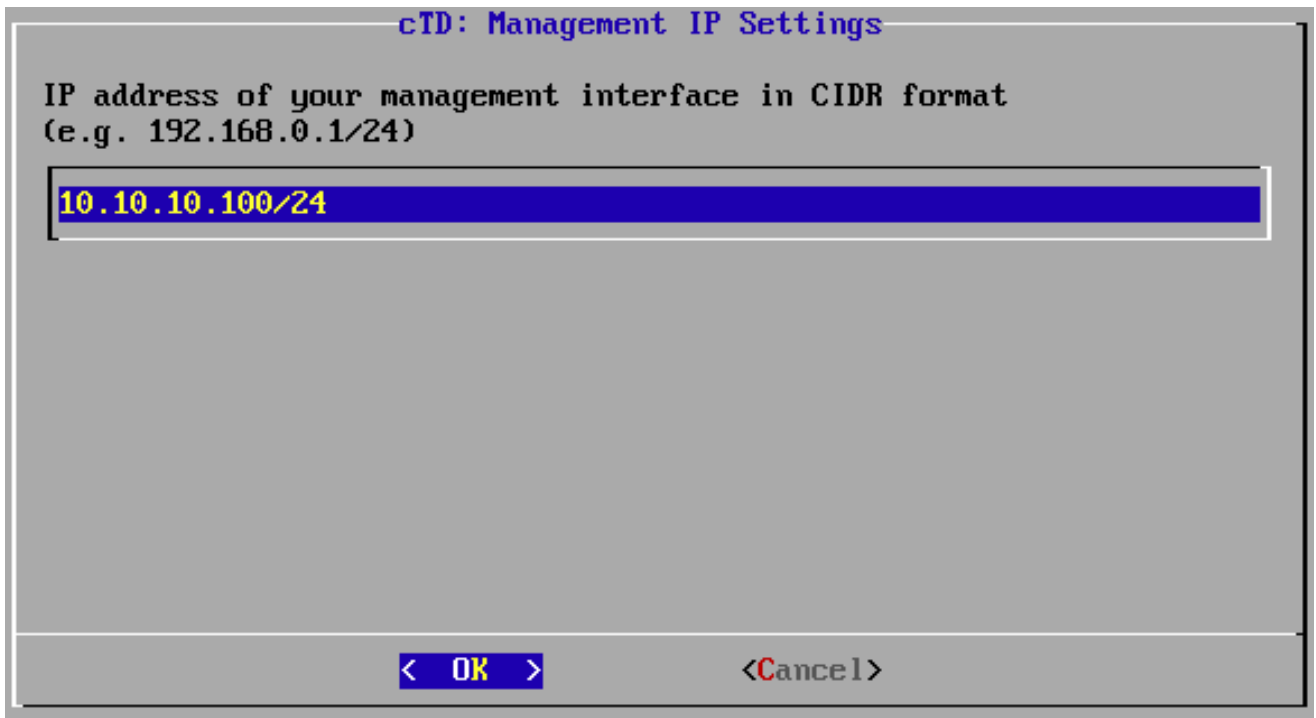 cTD: Management IP Settings
IP address of your management interface in CIDR format
(e.g. 192.168.0.1/24)
10.10.10.100/24
< OK > <Cancel>